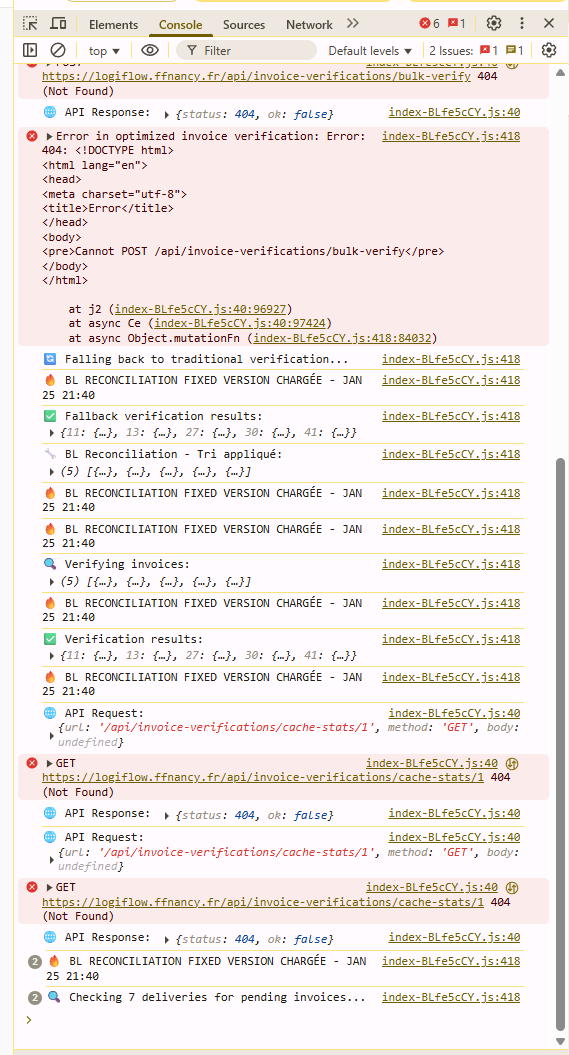 Elements Console Sources Network 6 1
top Filter Default levels 2 Issues: 1 1
POST index-BLfe5cCY.js:40
https://logiflow.ffnancy.fr/api/invoice-verifications/bulk-verify 404
(Not Found)
🌐 API Response: ▶ {status: 404, ok: false} index-BLfe5cCY.js:40
▶Error in optimized invoice verification: Error: index-BLfe5cCY.js:418
404: <!DOCTYPE html>
<html lang="en">
<head>
<meta charset="utf-8">
<title>Error</title>
</head>
<body>
<pre>Cannot POST /api/invoice-verifications/bulk-verify</pre>
</body>
</html>
at j2 (index-BLfe5cCY.js:40:96927)
at async Ce (index-BLfe5cCY.js:40:97424)
at async Object.mutationFn (index-BLfe5cCY.js:418:84032)
🔄 Falling back to traditional verification... index-BLfe5cCY.js:418
🔥 BL RECONCILIATION FIXED VERSION CHARGÉE - JAN index-BLfe5cCY.js:418
25 21:40
✅ Fallback verification results: index-BLfe5cCY.js:418
▶ {11: {…}, 13: {…}, 27: {…}, 30: {…}, 41: {…}}
🔧 BL Reconciliation - Tri appliqué: index-BLfe5cCY.js:418
▶ (5) [{…}, {…}, {…}, {…}, {…}]
🔥 BL RECONCILIATION FIXED VERSION CHARGÉE - JAN index-BLfe5cCY.js:418
25 21:40
🔥 BL RECONCILIATION FIXED VERSION CHARGÉE - JAN index-BLfe5cCY.js:418
25 21:40
🔍 Verifying invoices: index-BLfe5cCY.js:418
▶ (5) [{…}, {…}, {…}, {…}, {…}]
🔥 BL RECONCILIATION FIXED VERSION CHARGÉE - JAN index-BLfe5cCY.js:418
25 21:40
✅ Verification results: index-BLfe5cCY.js:418
▶ {11: {…}, 13: {…}, 27: {…}, 30: {…}, 41: {…}}
🔥 BL RECONCILIATION FIXED VERSION CHARGÉE - JAN index-BLfe5cCY.js:418
25 21:40
🌐 API Request: index-BLfe5cCY.js:40
▶ {url: '/api/invoice-verifications/cache-stats/1', method: 'GET', body:
undefined}
▶GET index-BLfe5cCY.js:40
https://logiflow.ffnancy.fr/api/invoice-verifications/cache-stats/1 404
(Not Found)
🌐 API Response: ▶ {status: 404, ok: false} index-BLfe5cCY.js:40
🌐 API Request: index-BLfe5cCY.js:40
▶ {url: '/api/invoice-verifications/cache-stats/1', method: 'GET', body:
undefined}
▶GET index-BLfe5cCY.js:40
https://logiflow.ffnancy.fr/api/invoice-verifications/cache-stats/1 404
(Not Found)
🌐 API Response: ▶ {status: 404, ok: false} index-BLfe5cCY.js:40
2 🔥 BL RECONCILIATION FIXED VERSION CHARGÉE - JAN index-BLfe5cCY.js:418
25 21:40
2 🔍 Checking 7 deliveries for pending invoices... index-BLfe5cCY.js:418